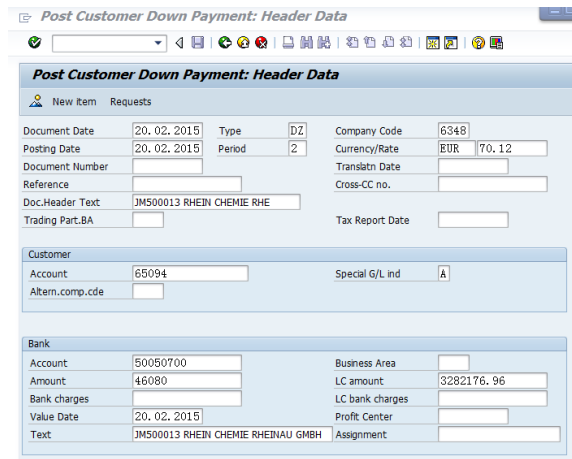 Post Customer Down Payment: Header Data
Post Customer Down Payment: Header Data
New item Requests
Document Date 20.02.2015 Type DZ Company Code 6348
Posting Date 20.02.2015 Period 2 Currency/Rate EUR 70.12
Document Number Translatn Date
Reference Cross-CC no.
Doc.Header Text JM500013 RHEIN CHEMIE RHE
Trading Part.BA Tax Report Date
Customer
Account 65094 Special G/L ind A
Altern.comp.cde
Bank
Account 50050700 Business Area
Amount 46080 LC amount 3282176.96
Bank charges LC bank charges
Value Date 20.02.2015 Profit Center
Text JM500013 RHEIN CHEMIE RHEINAU GMBH Assignment